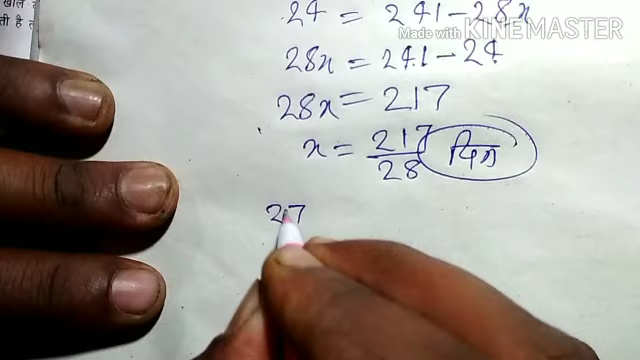 खोल
ती है
24 = 241 - 28x
Made with KINEMASTER
28x = 241 - 24
28x = 217
x = 217/28 दिन
27